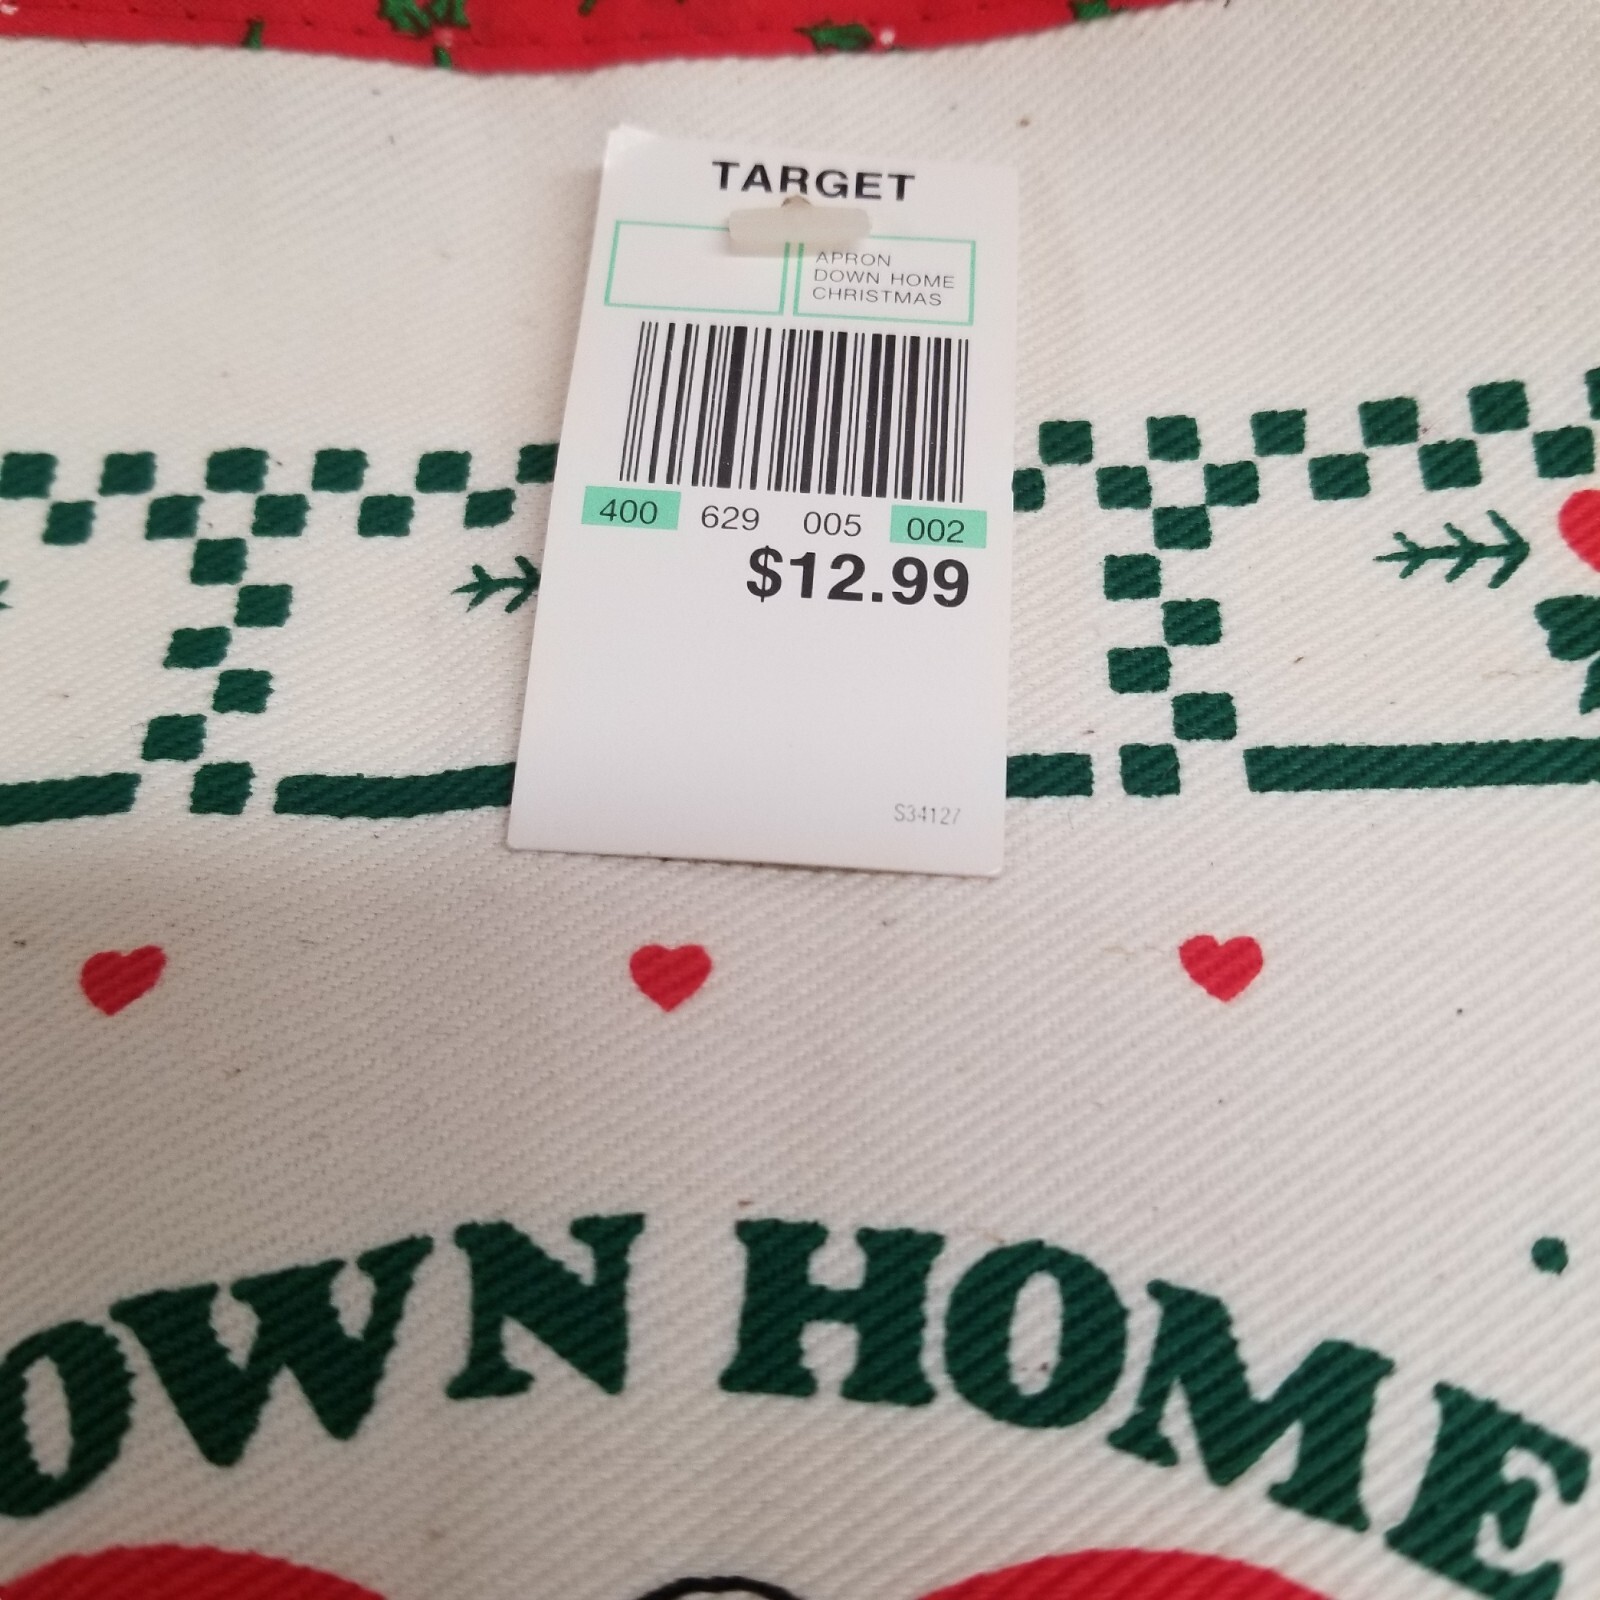 TARGET
APRON
DOWN HOME
CHRISTMAS
400 629 005 002
$12.99
S34127
OWN HOME